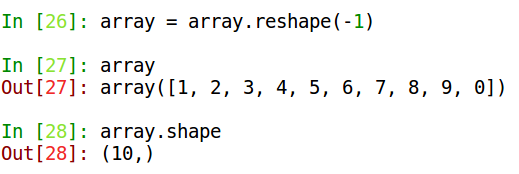 In [26]: array = array.reshape(-1)
In [27]: array
Out[27]: array([1, 2, 3, 4, 5, 6, 7, 8, 9, 0])
In [28]: array.shape
Out[28]: (10,)